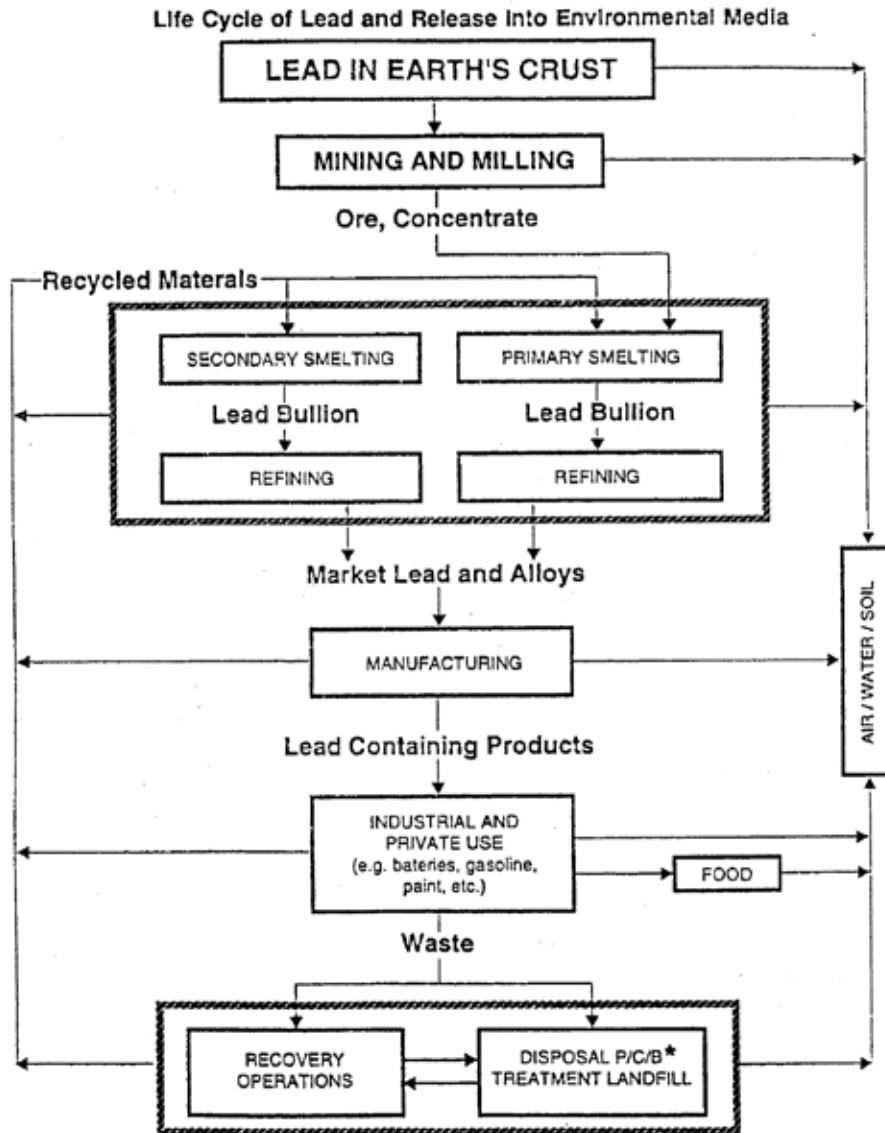 Life Cycle of Lead and Release Into Environmental Media
LEAD IN EARTH'S CRUST
MINING AND MILLING
Ore, Concentrate
Recycled Materals
SECONDARY SMELTING
PRIMARY SMELTING
Lead Bullion
Lead Bullion
REFINING
REFINING
Market Lead and Alloys
MANUFACTURING
AIR / WATER / SOIL
Lead Containing Products
INDUSTRIAL AND
PRIVATE USE
(e.g. bateries, gasoline,
paint, etc.)
FOOD
Waste
RECOVERY
OPERATIONS
DISPOSAL P/C/B*
TREATMENT LANDFILL